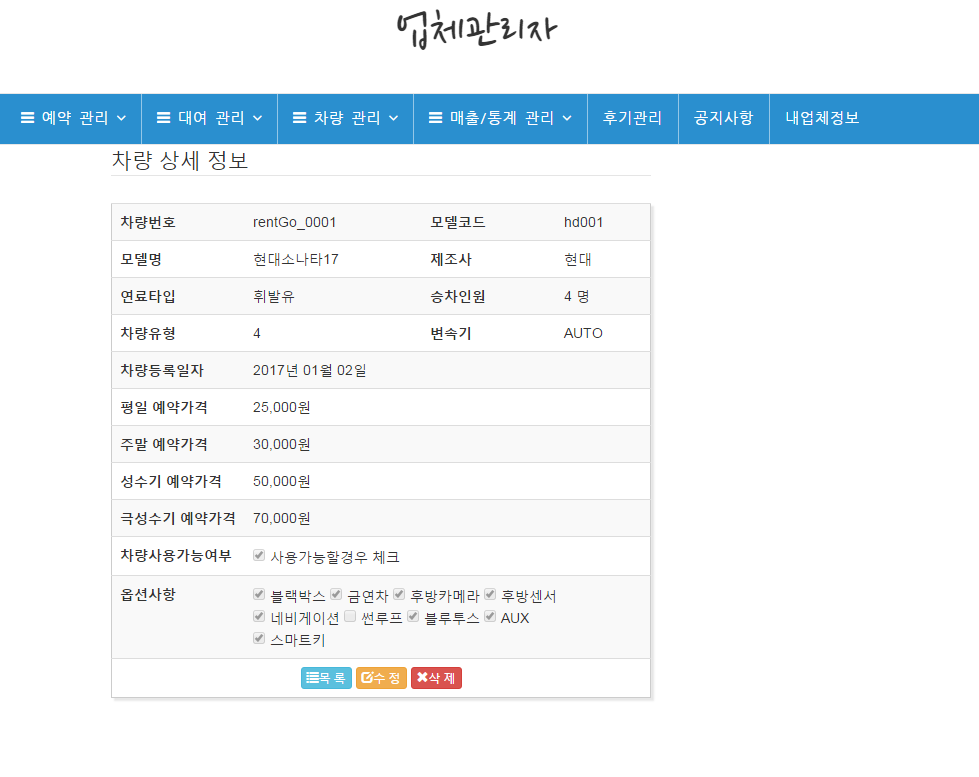 업체관리자
예약 관리 대여 관리 차량 관리 매출/통계 관리 후기관리 공지사항 내업체정보
차량 상세 정보
차량번호 rentGo_0001 모델코드 hd001
모델명 현대소나타17 제조사 현대
연료타입 휘발유 승차인원 4 명
차량유형 4 변속기 AUTO
차량등록일자 2017년 01월 02일
평일 예약가격 25,000원
주말 예약가격 30,000원
성수기 예약가격 50,000원
극성수기 예약가격 70,000원
차량사용가능여부 사용가능할경우 체크
옵션사항 블랙박스 금연차 후방카메라 후방센서
네비게이션 썬루프 블루투스 AUX
스마트키
목 록 수 정 삭 제